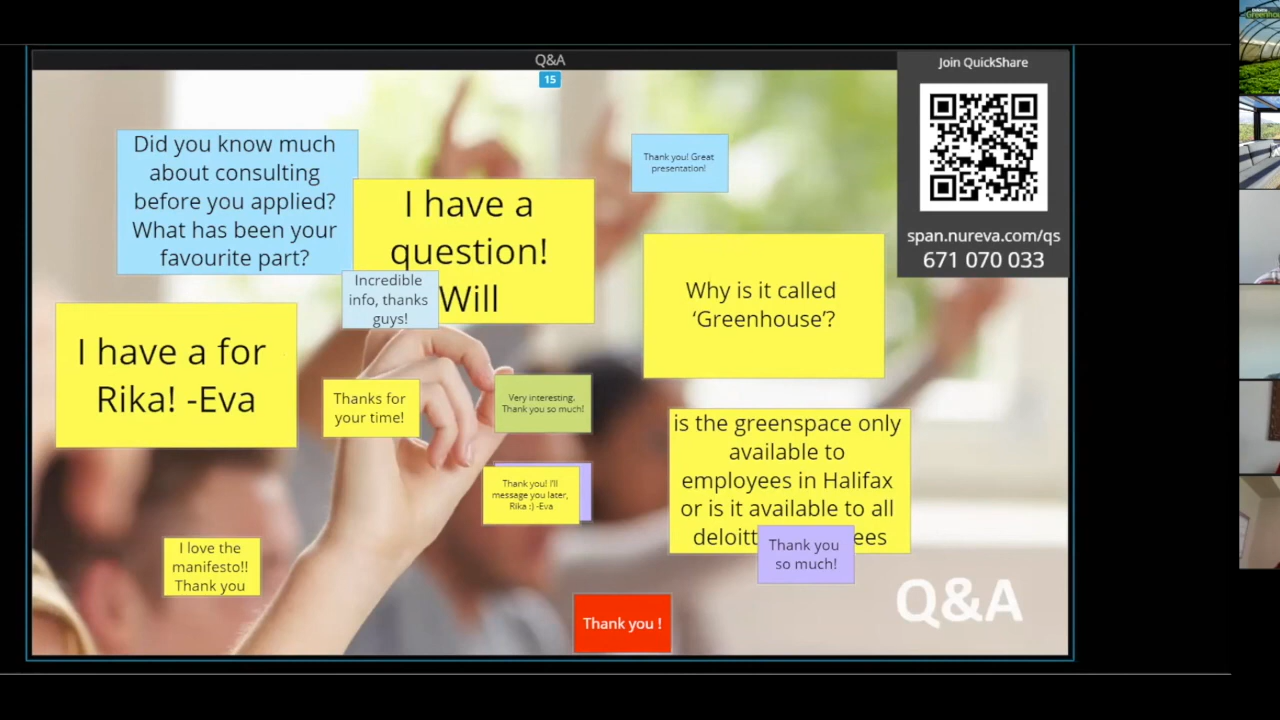 Q&A
15
Join QuickShare
span.nureva.com/qs
671 070 033
Did you know much
about consulting
before you applied?
What has been your
favourite part?
I have a
question!
Will
Thank you! Great
presentation!
Incredible
info, thanks
guys!
Why is it called
‘Greenhouse’?
I have a for
Rika! -Eva
Thanks for
your time!
Very interesting.
Thank you so much!
is the greenspace only
available to
employees in Halifax
or is it available to all
Thank you! I'll
message you later,
Rika :) -Eva
Thank you
so much!
I love the
manifesto!!
Thank you
Thank you !
Q&A